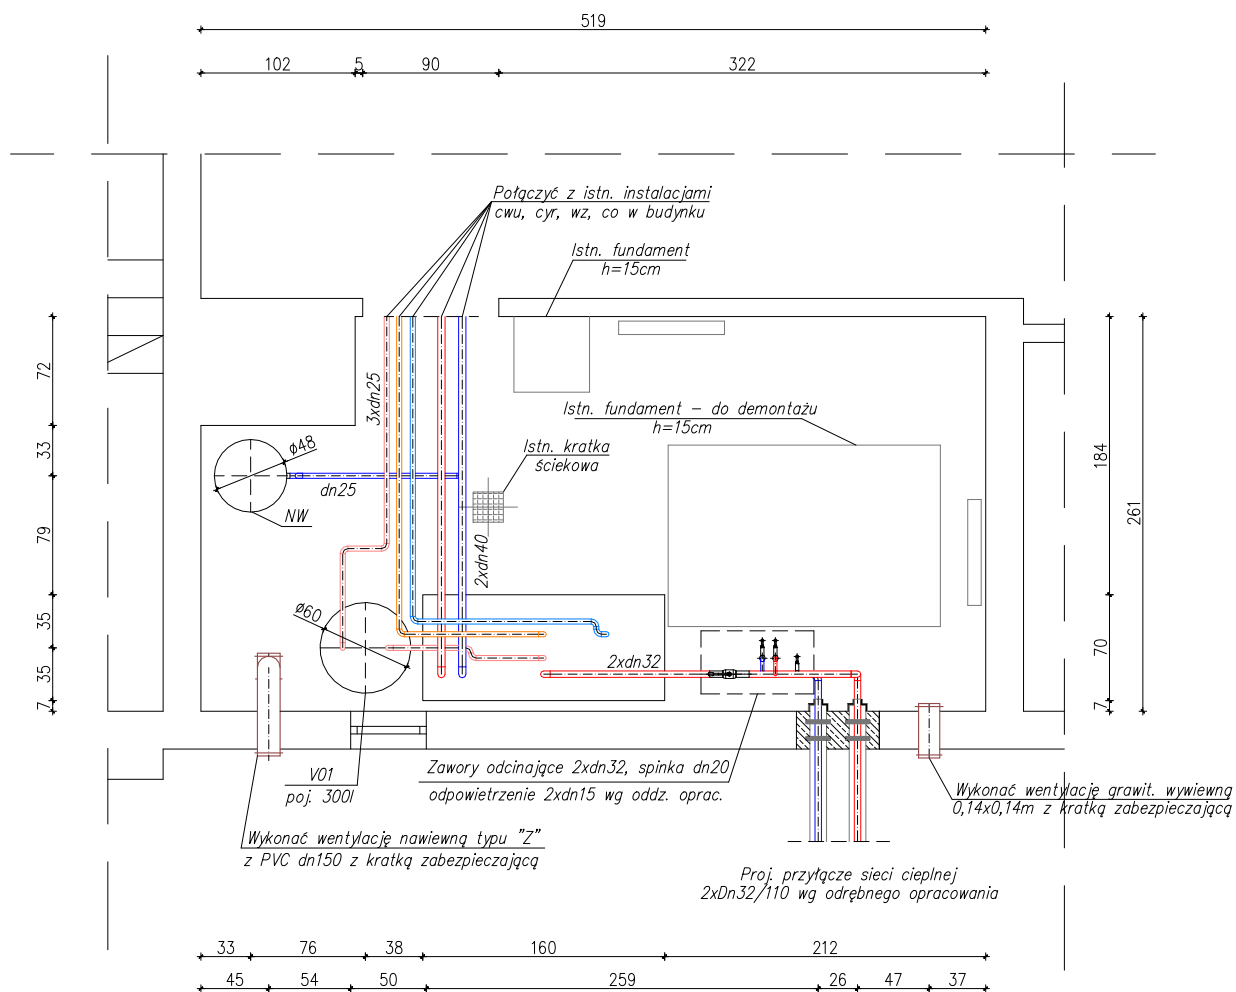 519
102
5
90
322
Połączyć z istn. instalacjami
cwu, cyr, wz, co w budynku
Istn. fundament
h=15cm
72
33
79
35
35
7
3xdn25
Istn. fundament – do demontażu
h=15cm
ø48
Istn. kratka
ściekowa
dn25
NW
2xdn40
184
261
70
7
ø60
2xdn32
V01
poj. 300l
Zawory odcinające 2xdn32, spinka dn20
odpowietrzenie 2xdn15 wg oddz. oprac.
Wykonać wentylację grawit. wywiewną
0,14x0,14m z kratką zabezpieczającą
Wykonać wentylację nawiewną typu "Z"
z PVC dn150 z kratką zabezpieczającą
Proj. przyłącze sieci cieplnej
2xDn32/110 wg odrębnego opracowania
33
76
38
160
212
45
54
50
259
26
47
37